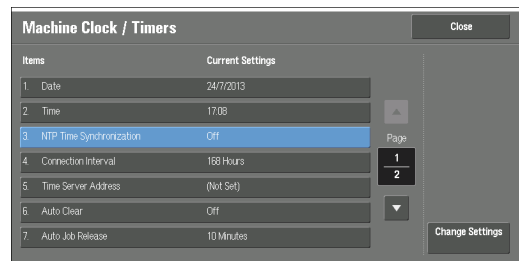 Machine Clock / Timers
Close
Items Current Settings
1. Date 24/7/2013
2. Time 17:08
3. NTP Time Synchronization Off
4. Connection Interval 168 Hours
5. Time Server Address (Not Set)
6. Auto Clear Off
7. Auto Job Release 10 Minutes
Page
1
2
Change Settings